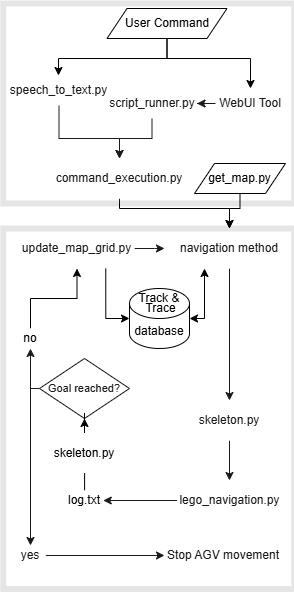 User Command
speech_to_text.py
script_runner.py
WebUI Tool
command_execution.py
get_map.py
update_map_grid.py
navigation method
Track &
Trace
database
no
Goal reached?
skeleton.py
skeleton.py
log.txt
lego_navigation.py
yes
Stop AGV movement